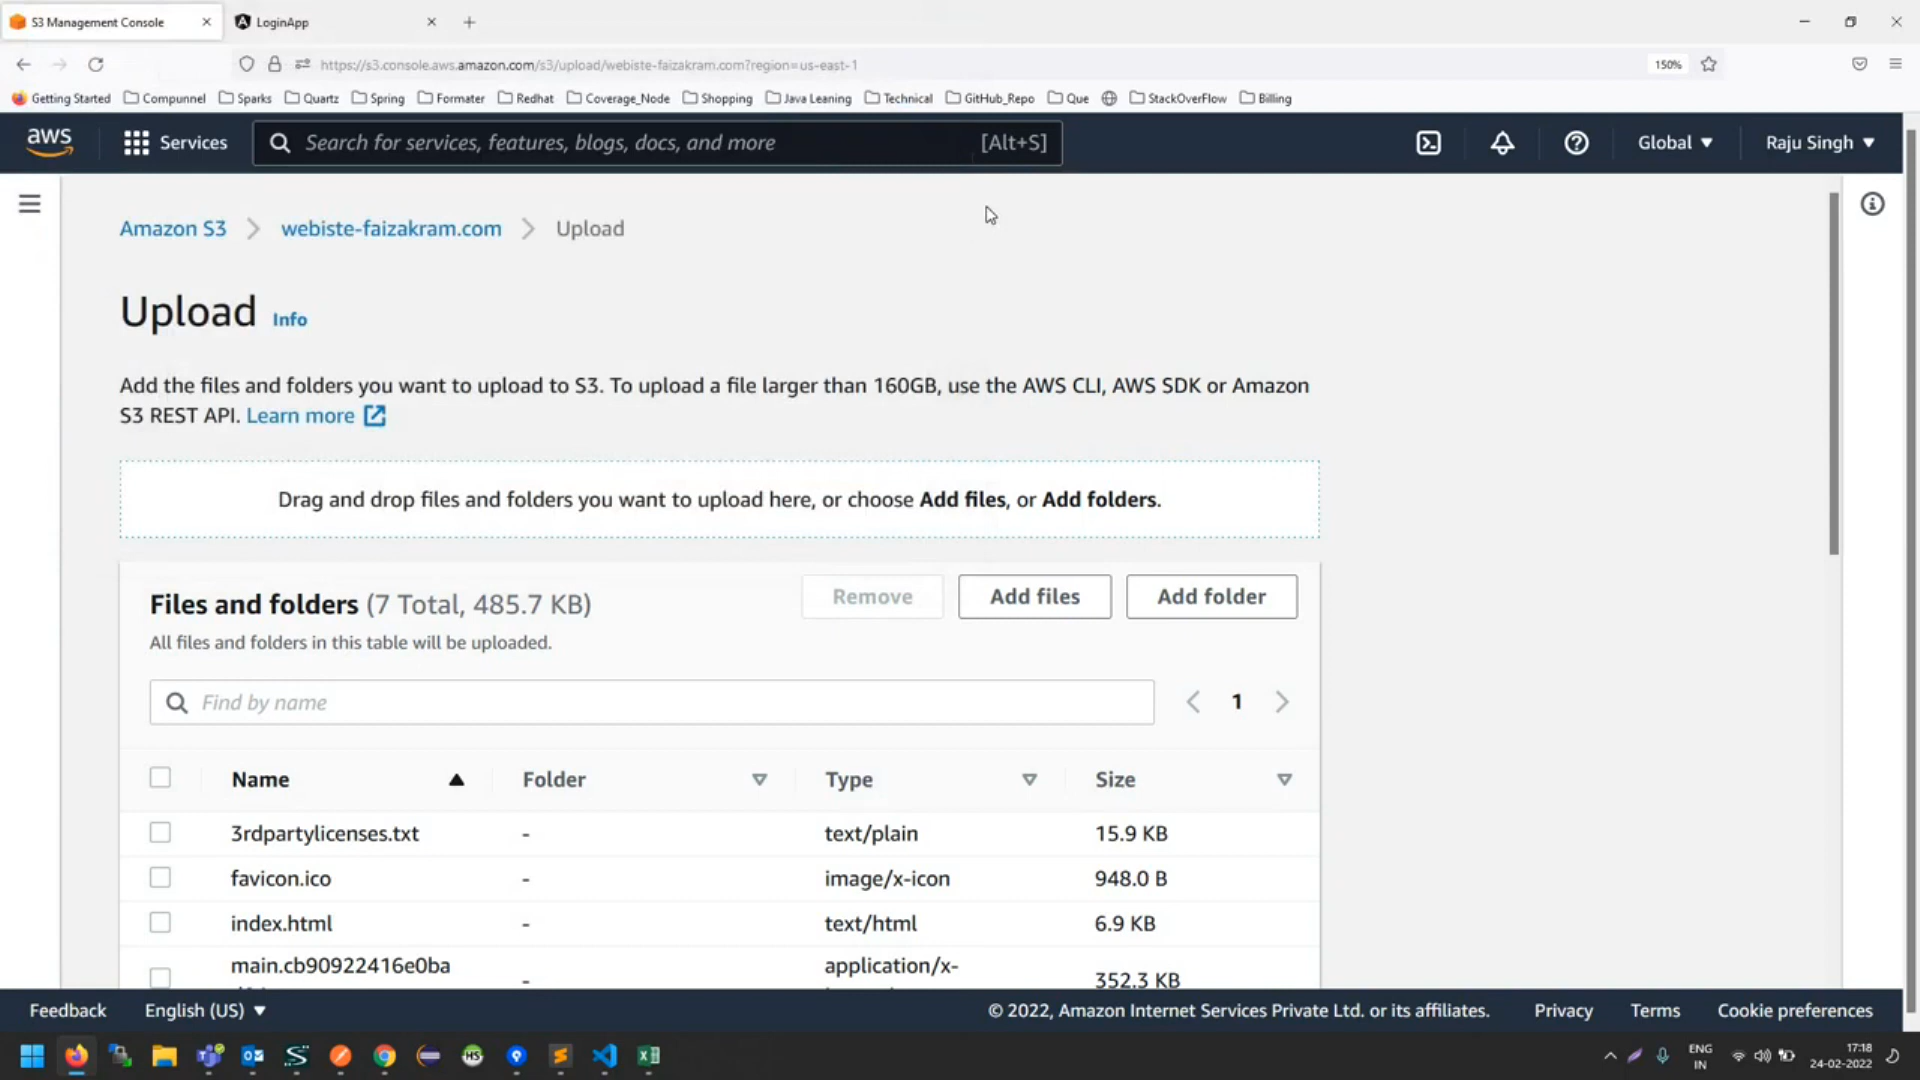 S3 Management Console
LoginApp
https://s3.console.aws.amazon.com/s3/upload/webiste-faizakram.com?region=us-east-1
150%
Getting Started Compunnel Sparks Quartz Spring Formater Redhat Coverage_Node Shopping Java Leaning Technical GitHub_Repo Que StackOverFlow Billing
aws Services Search for services, features, blogs, docs, and more [Alt+S] Global Raju Singh
Amazon S3 webiste-faizakram.com Upload
Upload Info
Add the files and folders you want to upload to S3. To upload a file larger than 160GB, use the AWS CLI, AWS SDK or Amazon
S3 REST API. Learn more
Drag and drop files and folders you want to upload here, or choose Add files, or Add folders.
Files and folders (7 Total, 485.7 KB) Remove Add files Add folder
All files and folders in this table will be uploaded.
Find by name 1
Name Folder Type Size
3rdpartylicenses.txt - text/plain 15.9 KB
favicon.ico - image/x-icon 948.0 B
index.html - text/html 6.9 KB
main.cb90922416e0ba - application/x- 352.3 KB
Feedback English (US) © 2022, Amazon Internet Services Private Ltd. or its affiliates. Privacy Terms Cookie preferences
ENG
IN
17:18
24-02-2022